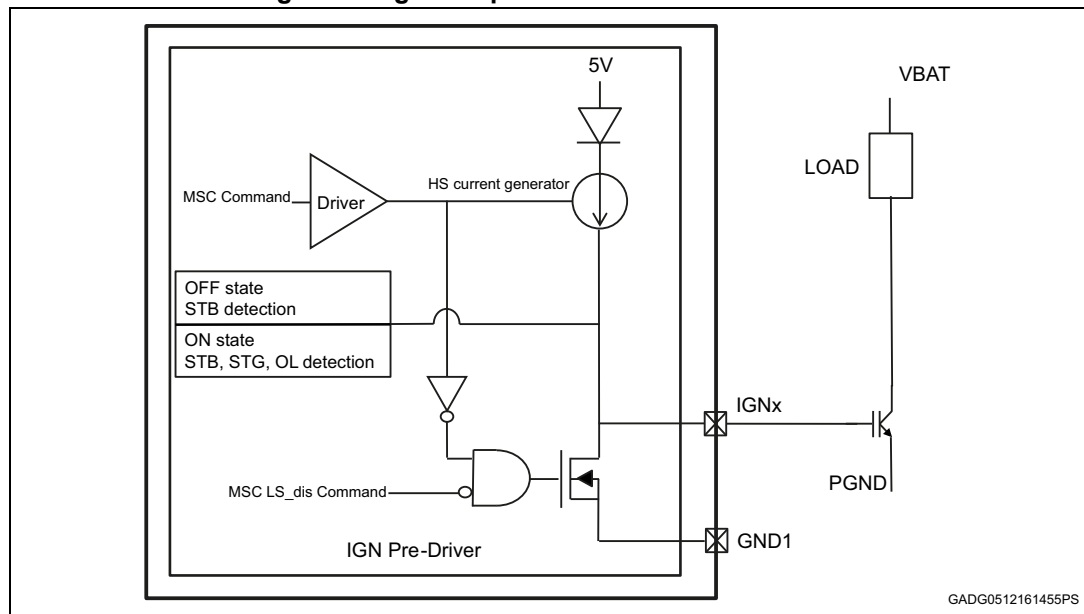 5V
VBAT
LOAD
HS current generator
MSC Command
Driver
OFF state
STB detection
ON state
STB, STG, OL detection
IGNx
MSC LS_dis Command
PGND
GND1
IGN Pre-Driver
GADG0512161455PS